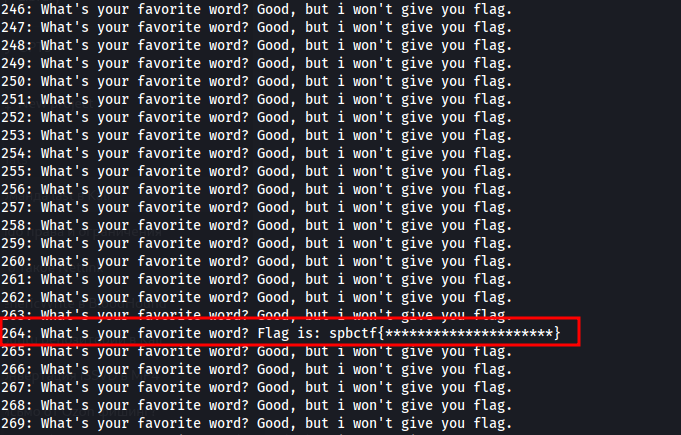 246: What's your favorite word? Good, but i won't give you flag.
247: What's your favorite word? Good, but i won't give you flag.
248: What's your favorite word? Good, but i won't give you flag.
249: What's your favorite word? Good, but i won't give you flag.
250: What's your favorite word? Good, but i won't give you flag.
251: What's your favorite word? Good, but i won't give you flag.
252: What's your favorite word? Good, but i won't give you flag.
253: What's your favorite word? Good, but i won't give you flag.
254: What's your favorite word? Good, but i won't give you flag.
255: What's your favorite word? Good, but i won't give you flag.
256: What's your favorite word? Good, but i won't give you flag.
257: What's your favorite word? Good, but i won't give you flag.
258: What's your favorite word? Good, but i won't give you flag.
259: What's your favorite word? Good, but i won't give you flag.
260: What's your favorite word? Good, but i won't give you flag.
261: What's your favorite word? Good, but i won't give you flag.
262: What's your favorite word? Good, but i won't give you flag.
263: What's your favorite word? Good, but i won't give you flag.
264: What's your favorite word? Flag is: spbctf{*********************}
265: What's your favorite word? Good, but i won't give you flag.
266: What's your favorite word? Good, but i won't give you flag.
267: What's your favorite word? Good, but i won't give you flag.
268: What's your favorite word? Good, but i won't give you flag.
269: What's your favorite word? Good, but i won't give you flag.